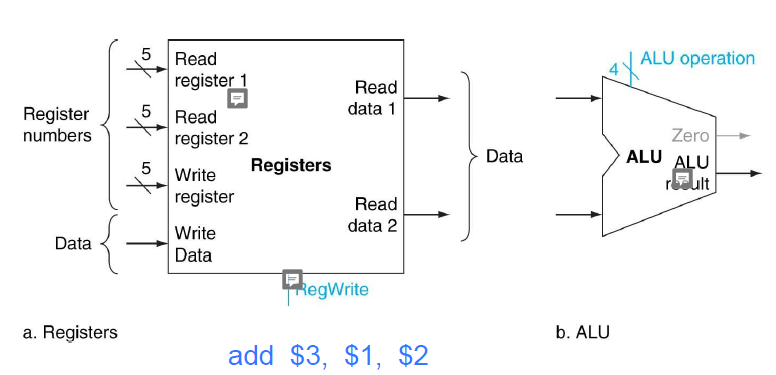 5
Read
register 1
Register
numbers
5
Read
register 2
5
Write
register
Data
Write
Data
Registers
Read
data 1
Read
data 2
Data
RegWrite
4
ALU operation
Zero
ALU
ALU
result
a. Registers
b. ALU
add $3, $1, $2